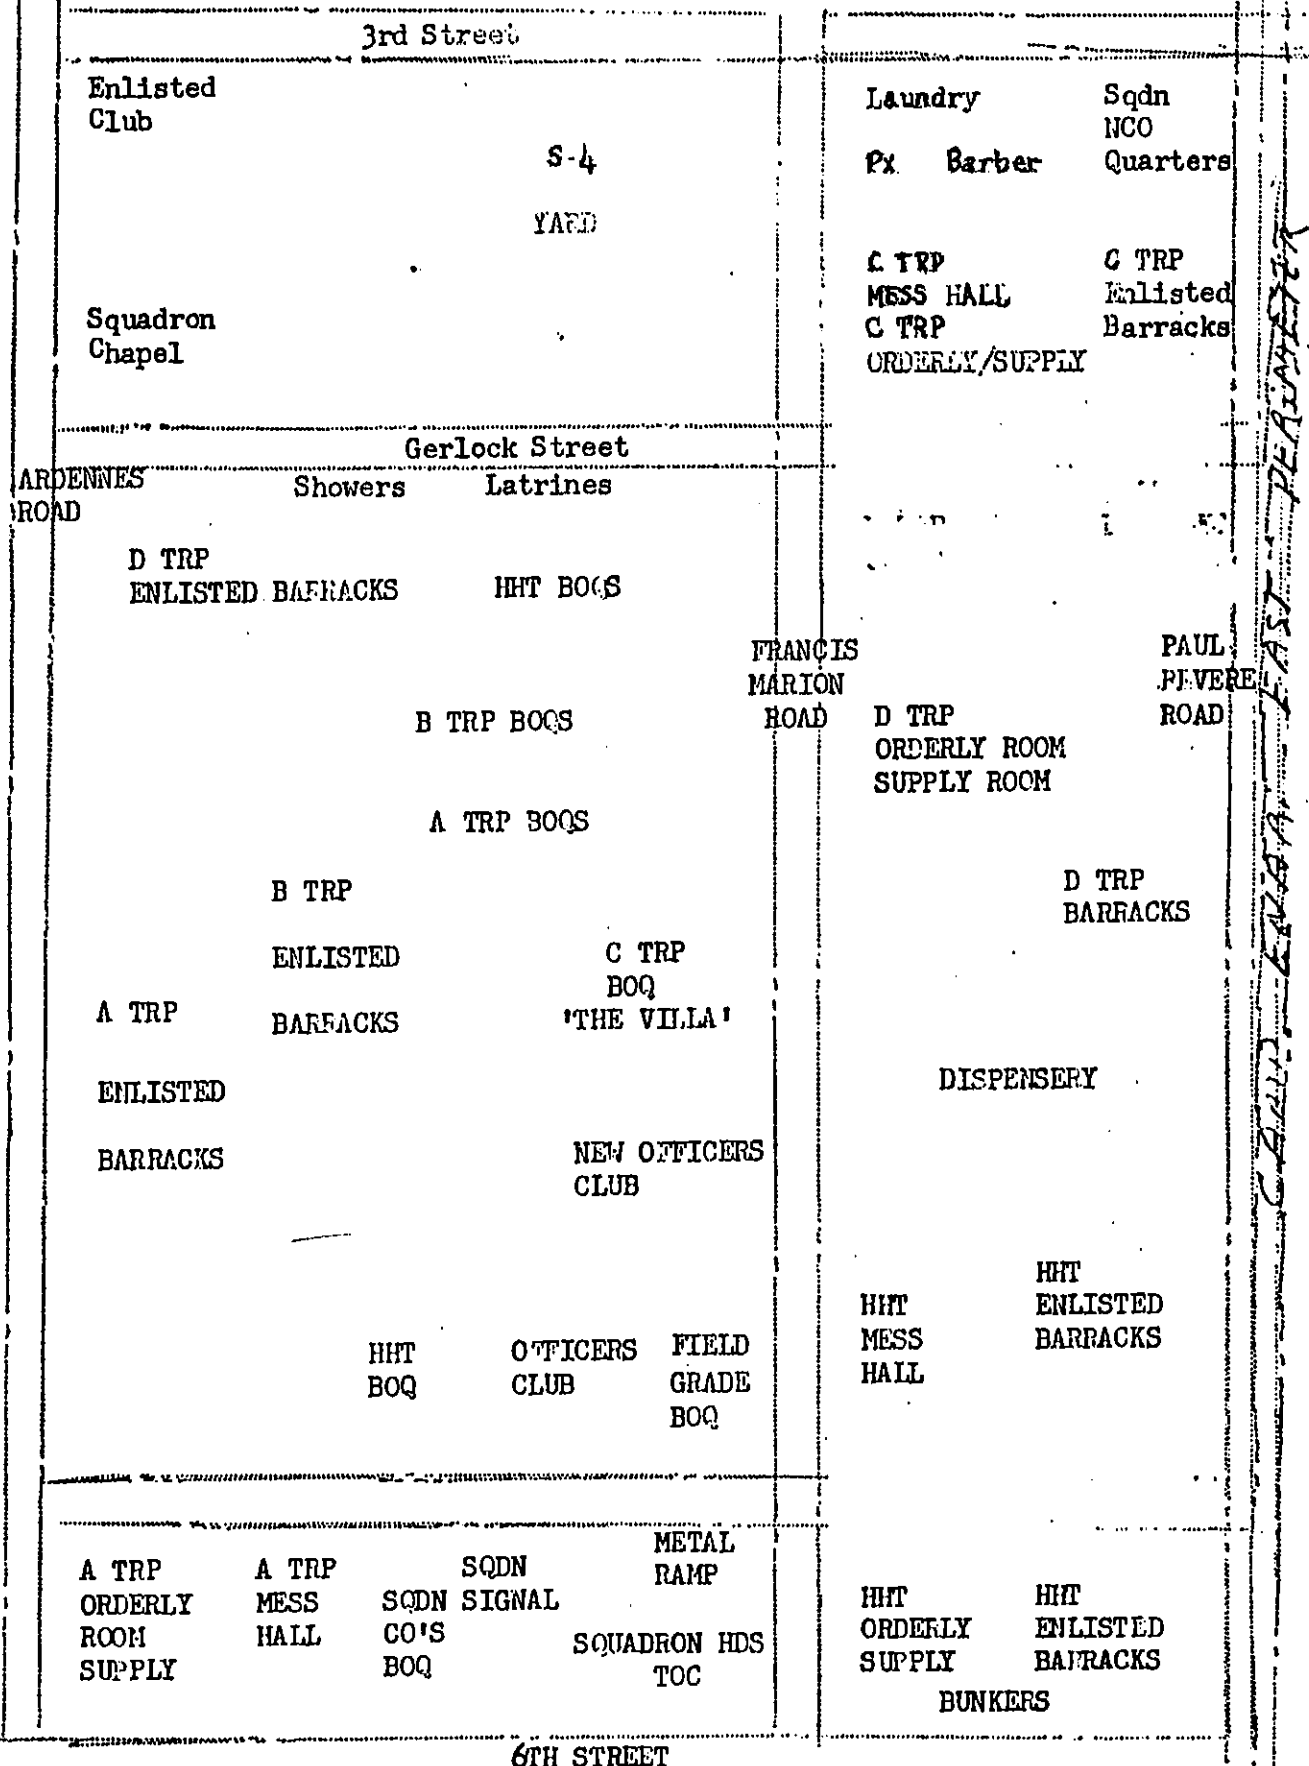 3rd Street
Enlisted
Club
S-4
YARD
Squadron
Chapel
Laundry
Px Barber
Sqdn
NCO
Quarters
C TRP
MESS HALL
C TRP
ORDERLY/SUPPLY
C TRP
Enlisted
Barracks
Gerlock Street
ARDENNES
ROAD
Showers
Latrines
D TRP
ENLISTED BARRACKS
HHT BOQS
FRANCIS
MARION
ROAD
PAUL
REVERE
ROAD
B TRP BOQS
D TRP
ORDERLY ROOM
SUPPLY ROOM
A TRP BOQS
B TRP
ENLISTED
BARRACKS
D TRP
BARRACKS
C TRP
BOQ
'THE VILLA'
A TRP
ENLISTED
BARRACKS
DISPENSERY
NEW OFFICERS
CLUB
HHT
BOQ
OFFICERS
CLUB
FIELD
GRADE
BOQ
HHT
MESS
HALL
HHT
ENLISTED
BARRACKS
A TRP
ORDERLY
ROOM
SUPPLY
A TRP
MESS
HALL
SQDN
CO'S
BOQ
SQDN
SIGNAL
METAL
RAMP
SQUADRON HDS
TOC
HHT
ORDERLY
SUPPLY
HHT
ENLISTED
BARRACKS
BUNKERS
6TH STREET
CAMP ENARI EAST PERIMETER